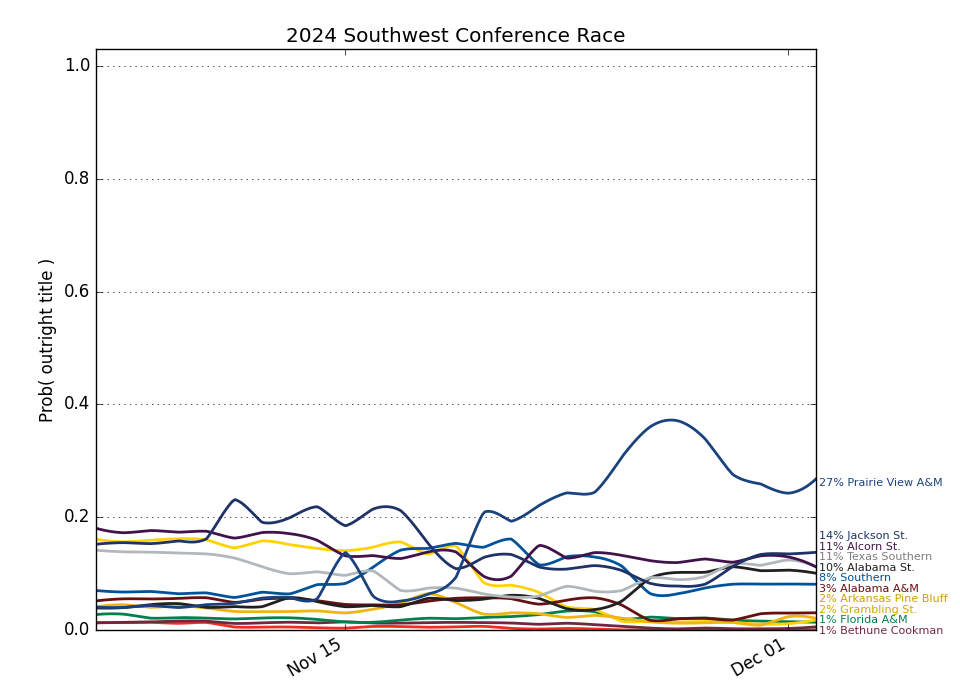 2024 Southwest Conference Race
Prob( outright title )
1.0
0.8
0.6
0.4
0.2
0.0
Nov 15
Dec 01
27% Prairie View A&M
14% Jackson St.
11% Alcorn St.
11% Texas Southern
10% Alabama St.
8% Southern
3% Alabama A&M
2% Arkansas Pine Bluff
2% Grambling St.
1% Florida A&M
1% Bethune Cookman